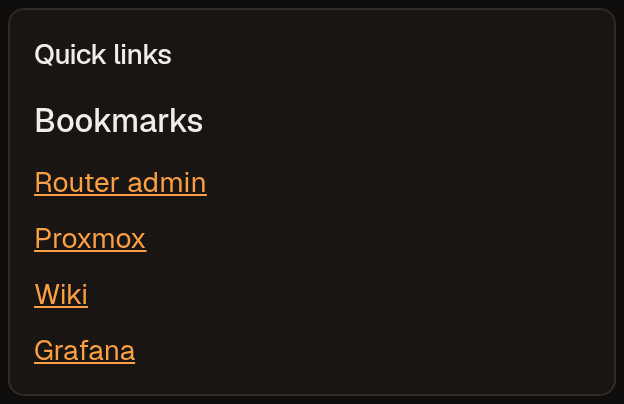 Quick links
Bookmarks
Router admin
Proxmox
Wiki
Grafana